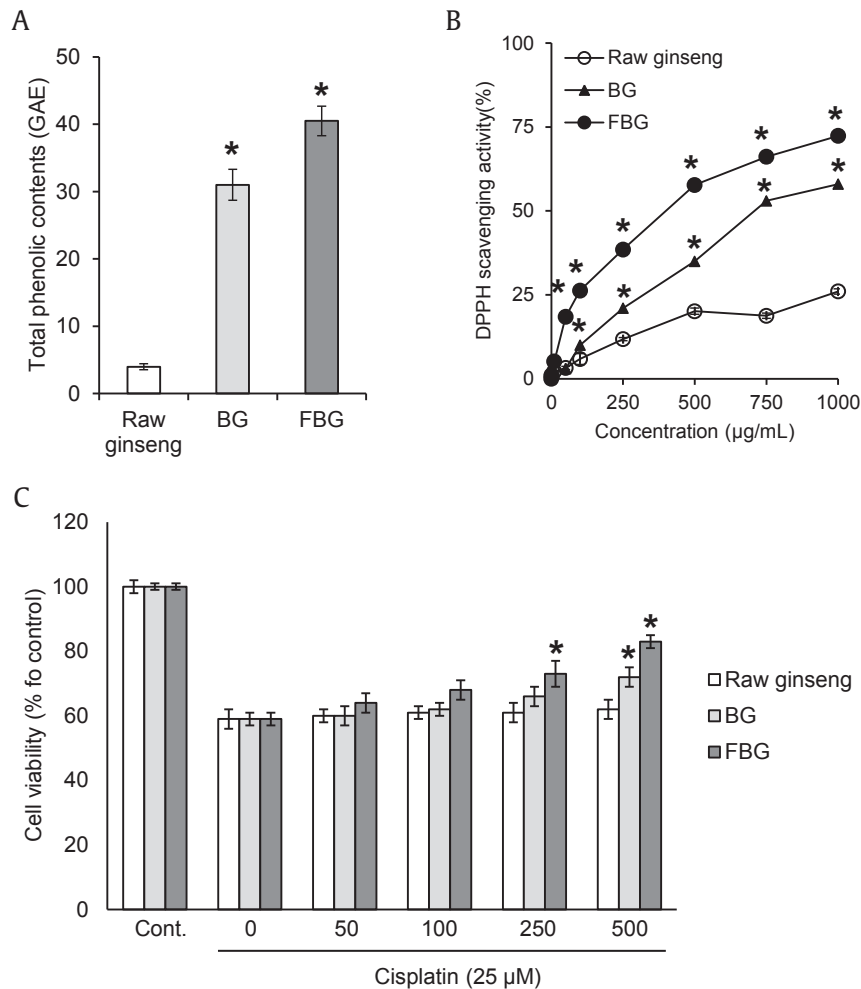 A
Total phenolic contents (GAE)
50
40
30
20
10
0
*
*
Raw
ginseng
BG
FBG
B
DPPH scavenging activity(%)
100
75
50
25
0
Raw ginseng
BG
FBG
* * * * * *
* * * * *
0 250 500 750 1000
Concentration (µg/mL)
C
Cell viability (% fo control)
120
100
80
60
40
20
0
*
* *
Raw ginseng
BG
FBG
Cont. 0 50 100 250 500
Cisplatin (25 µM)